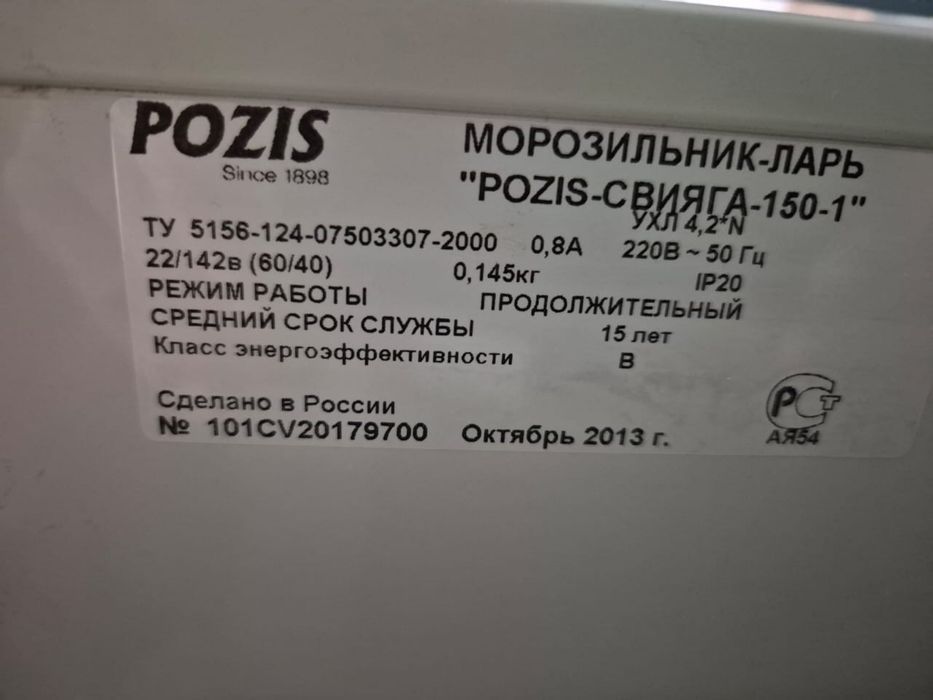 POZIS
Since 1898
МОРОЗИЛЬНИК-ЛАРЬ
"POZIS-СВИЯГА-150-1"
УХЛ 4,2*N
ТУ 5156-124-07503307-2000 0,8А 220В ~ 50 Гц
22/142в (60/40) 0,145кг IP20
РЕЖИМ РАБОТЫ ПРОДОЛЖИТЕЛЬНЫЙ
СРЕДНИЙ СРОК СЛУЖБЫ 15 лет
Класс энергоэффективности В
Сделано в России
№ 101CV20179700 Октябрь 2013 г.
РСТ
АЯ54